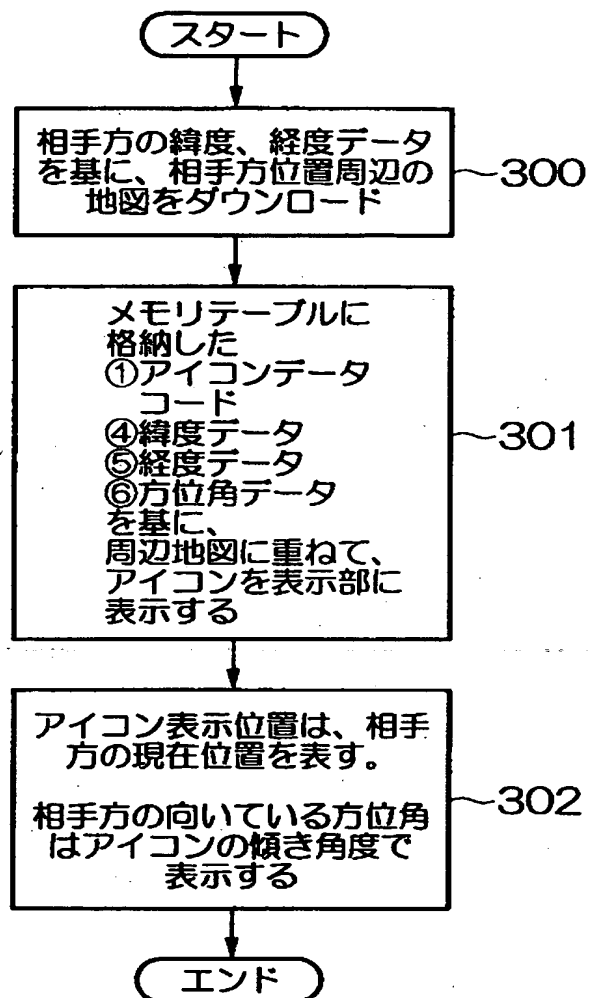 スタート
相手方の緯度、経度データ
を基に、相手方位置周辺の
地図をダウンロード
300
メモリテーブルに
格納した
①アイコンデータ
コード
④緯度データ
⑤経度データ
⑥方位角データ
を基に、
周辺地図に重ねて、
アイコンを表示部に
表示する
301
アイコン表示位置は、相手
方の現在位置を表す。
相手方の向いている方位角
はアイコンの傾き角度で
表示する
302
エンド